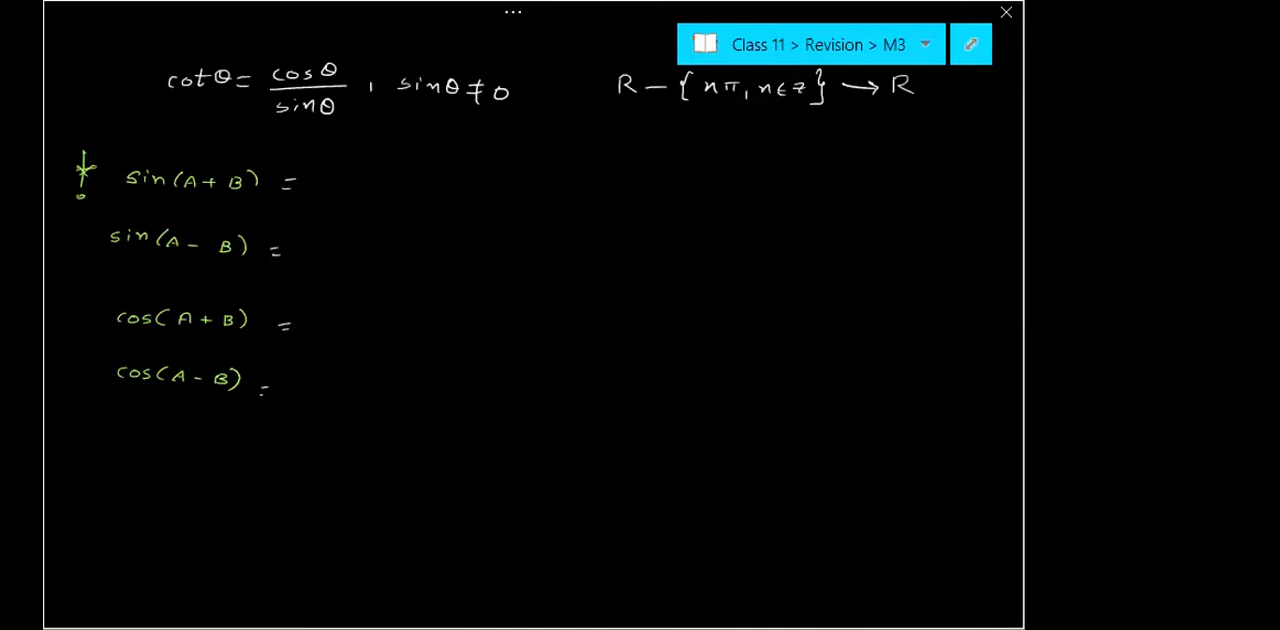 ...
Class 11 > Revision > M3
cotθ = cosθ / sinθ , sinθ ≠ 0    R − { nπ, n ∈ z } → R
sin(A + B) =
sin(A − B) =
cos(A + B) =
cos(A − B) =